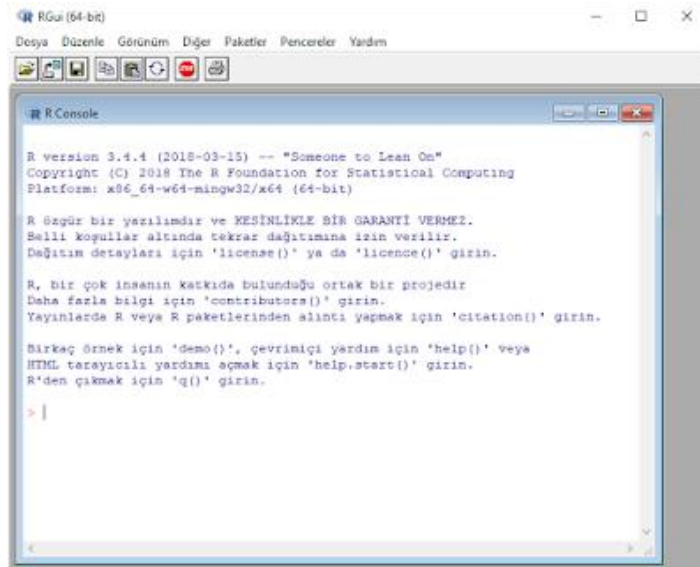 RGui (64-bit)
Dosya Düzenle Görünüm Diğer Paketler Pencereler Yardım
STOP
R Console
R version 3.4.4 (2018-03-15) -- "Someone to Lean On"
Copyright (C) 2018 The R Foundation for Statistical Computing
Platform: x86_64-w64-mingw32/x64 (64-bit)
R özgür bir yazılımdır ve KESİNLİKLE BİR GARANTİ VERMEZ.
Belli koşullar altında tekrar dağıtımına izin verilir.
Dağıtım detayları için 'license()' ya da 'licence()' girin.
R, bir çok insanın katkıda bulunduğu ortak bir projedir
Daha fazla bilgi için 'contributors()' girin.
Yayınlarda R veya R paketlerinden alıntı yapmak için 'citation()' girin.
Birkaç örnek için 'demo()', çevrimiçi yardım için 'help()' veya
HTML tarayıcılı yardımı açmak için 'help.start()' girin.
R'den çıkmak için 'q()' girin.
>